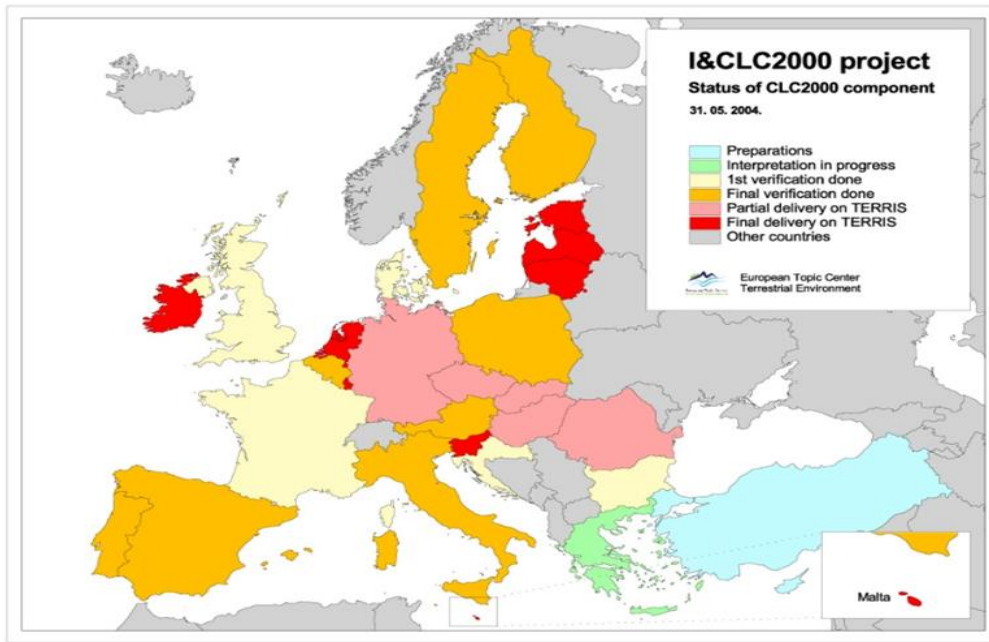 I&CLC2000 project
Status of CLC2000 component
31. 05. 2004.
Preparations
Interpretation in progress
1st verification done
Final verification done
Partial delivery on TERRIS
Final delivery on TERRIS
Other countries
European Topic Center
Terrestrial Environment
Malta